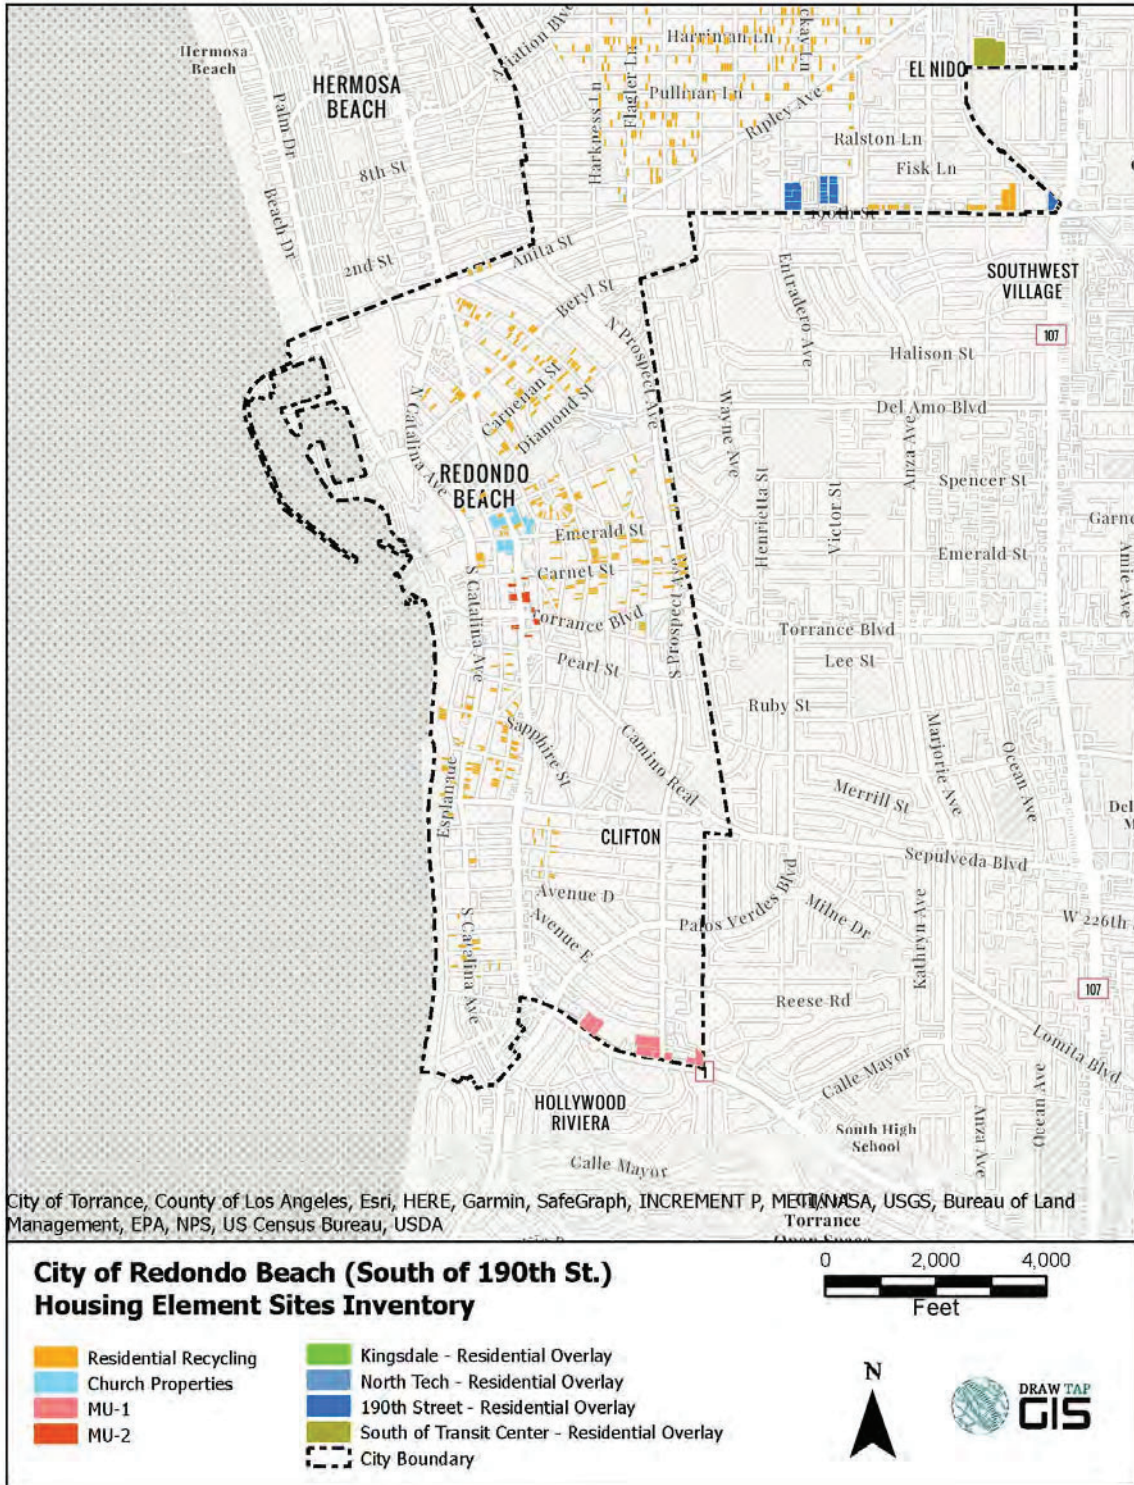 Hermosa
Beach
HERMOSA
BEACH
Aviation Blvd
Harriman Ln
EL NIDO
Palm Dr
Harkness Ln
Flagler Ln
Pullman Ln
Ripley Ave
Ralston Ln
8th St
Fisk Ln
Beach Dr
190th St
2nd St
Anita St
SOUTHWEST
VILLAGE
Beryl St
Entradero Ave
N Prospect Ave
107
Halison St
Carnelian St
Diamond St
N Catalina Ave
Wayne Ave
Del Amo Blvd
Anza Ave
REDONDO
BEACH
Henrietta St
Victor St
Spencer St
Emerald St
Garnet St
Emerald St
Amie Ave
S Catalina Ave
Torrance Blvd
S Prospect Ave
Torrance Blvd
Pearl St
Lee St
Ruby St
Sapphire St
Camino Real
Marjorie Ave
Ocean Ave
Esplanade
Merrill St
CLIFTON
Sepulveda Blvd
Avenue D
Palos Verdes Blvd
Milne Dr
Kathryn Ave
W 226th
S Catalina Ave
Avenue E
107
Reese Rd
1
Lomita Blvd
Calle Mayor
HOLLYWOOD
RIVIERA
Anza Ave
Ocean Ave
South High
School
Calle Mayor
City of Torrance, County of Los Angeles, Esri, HERE, Garmin, SafeGraph, INCREMENT P, METI/NASA, USGS, Bureau of Land
Management, EPA, NPS, US Census Bureau, USDA
Torrance
City of Redondo Beach (South of 190th St.)
Housing Element Sites Inventory
0 2,000 4,000
Feet
Residential Recycling
Church Properties
MU-1
MU-2
Kingsdale - Residential Overlay
North Tech - Residential Overlay
190th Street - Residential Overlay
South of Transit Center - Residential Overlay
City Boundary
N
DRAW TAP
GIS